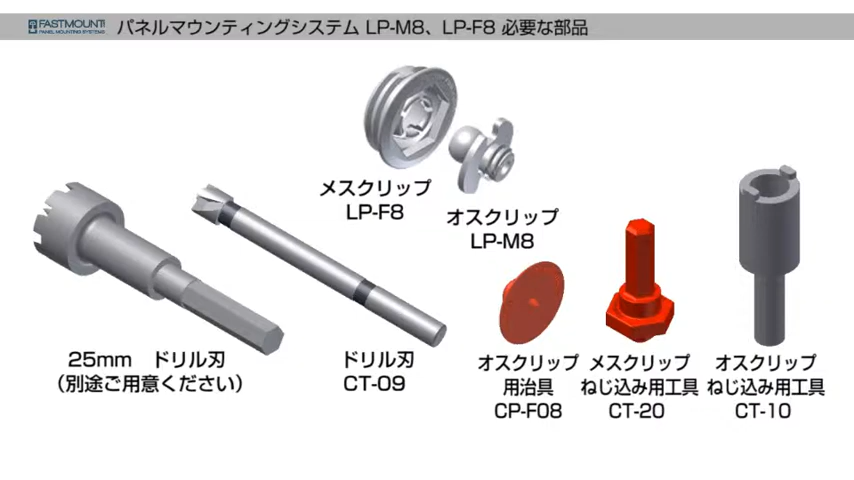 FASTMOUNT
PANEL MOUNTING SYSTEMS
パネルマウンティングシステム LP-M8、LP-F8 必要な部品
メスクリップ
LP-F8
オスクリップ
LP-M8
25mm ドリル刃
（別途ご用意ください）
ドリル刃
CT-09
オスクリップ
用治具
CP-F08
メスクリップ
ねじ込み用工具
CT-20
オスクリップ
ねじ込み用工具
CT-10